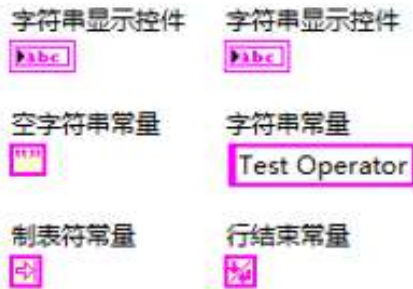 字符串显示控件 字符串显示控件
abc abc
空字符串常量 字符串常量
Test Operator
制表符常量 行结束常量